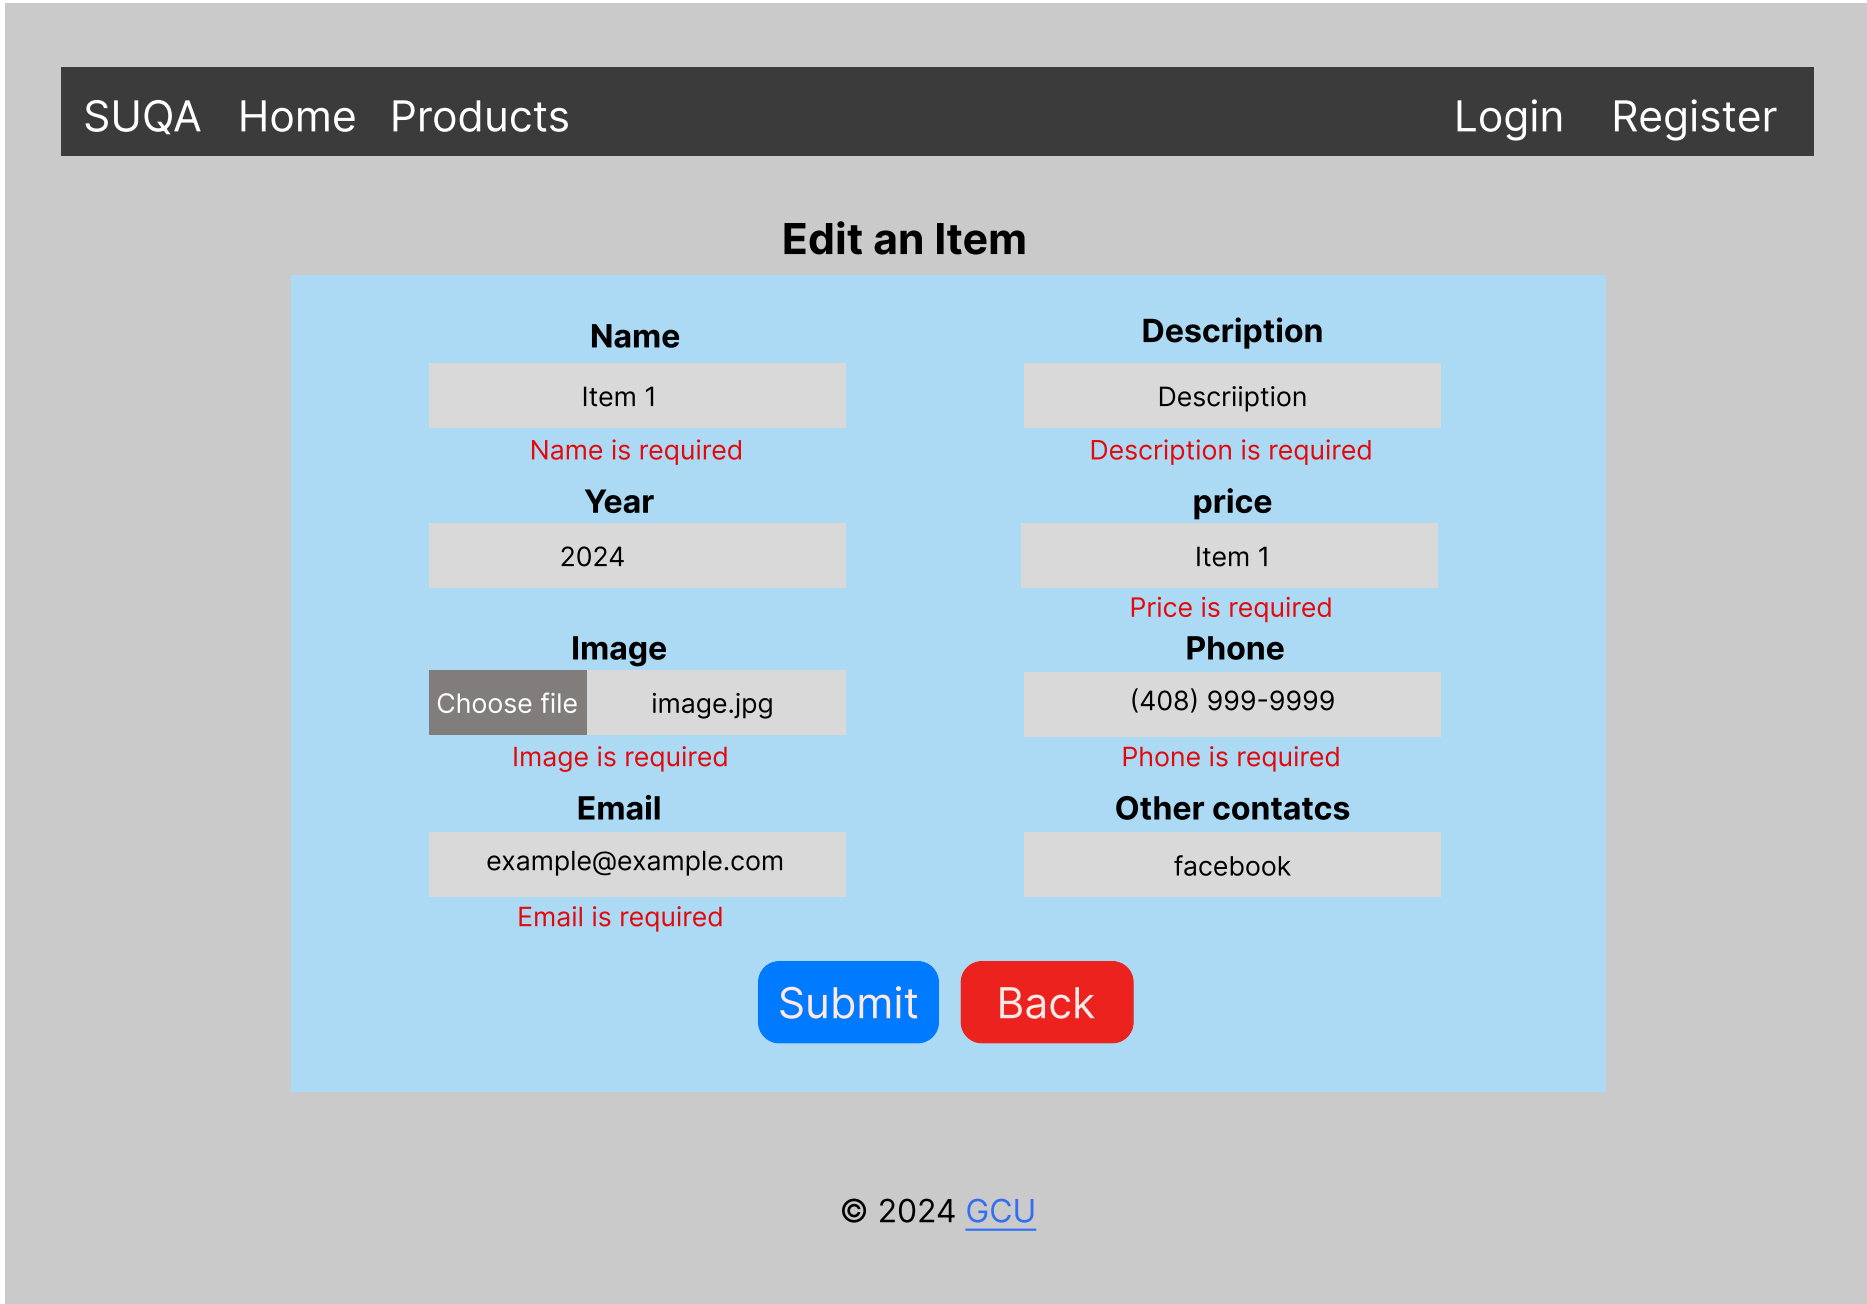 SUQA Home Products Login Register
Edit an Item
Name Description
Item 1 Descriiption
Name is required Description is required
Year price
2024 Item 1
Price is required
Image Phone
Choose file image.jpg (408) 999-9999
Image is required Phone is required
Email Other contatcs
example@example.com facebook
Email is required
Submit Back
© 2024 GCU